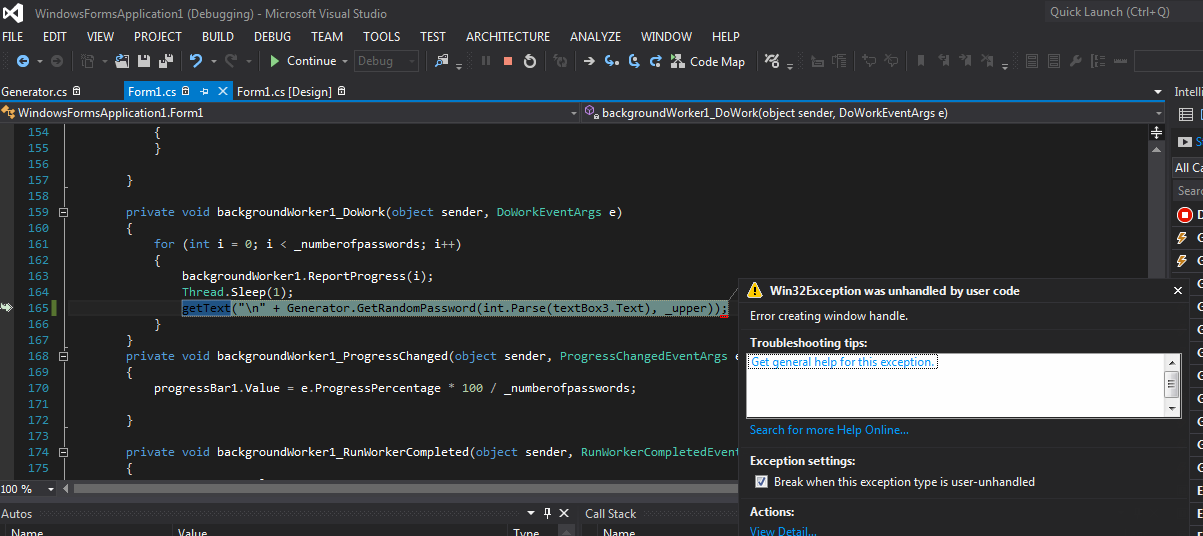 WindowsFormsApplication1 (Debugging) - Microsoft Visual Studio
Quick Launch (Ctrl+Q)
FILE EDIT VIEW PROJECT BUILD DEBUG TEAM TOOLS TEST ARCHITECTURE ANALYZE WINDOW HELP
Continue Debug Code Map
Generator.cs Form1.cs Form1.cs [Design]
WindowsFormsApplication1.Form1 backgroundWorker1_DoWork(object sender, DoWorkEventArgs e)
154 {
155 }
156
157 }
158
159 private void backgroundWorker1_DoWork(object sender, DoWorkEventArgs e)
160 {
161 for (int i = 0; i < _numberofpasswords; i++)
162 {
163 backgroundWorker1.ReportProgress(i);
164 Thread.Sleep(1);
165 getText("\n" + Generator.GetRandomPassword(int.Parse(textBox3.Text), _upper));
166 }
167 }
168 private void backgroundWorker1_ProgressChanged(object sender, ProgressChangedEventArgs e
169 {
170 progressBar1.Value = e.ProgressPercentage * 100 / _numberofpasswords;
171
172 }
173
174 private void backgroundWorker1_RunWorkerCompleted(object sender, RunWorkerCompletedEvent
175 {
100 %
Win32Exception was unhandled by user code
Error creating window handle.
Troubleshooting tips:
Get general help for this exception.
Search for more Help Online...
Exception settings:
Break when this exception type is user-unhandled
Actions:
View Detail...
Autos
Name Value Type
Call Stack
Name
Intelli
All Ca
Sear